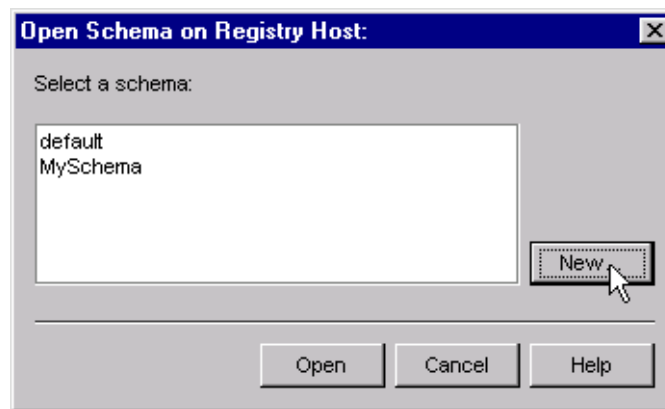 Open Schema on Registry Host:
Select a schema:
default
MySchema
New...
Open Cancel Help